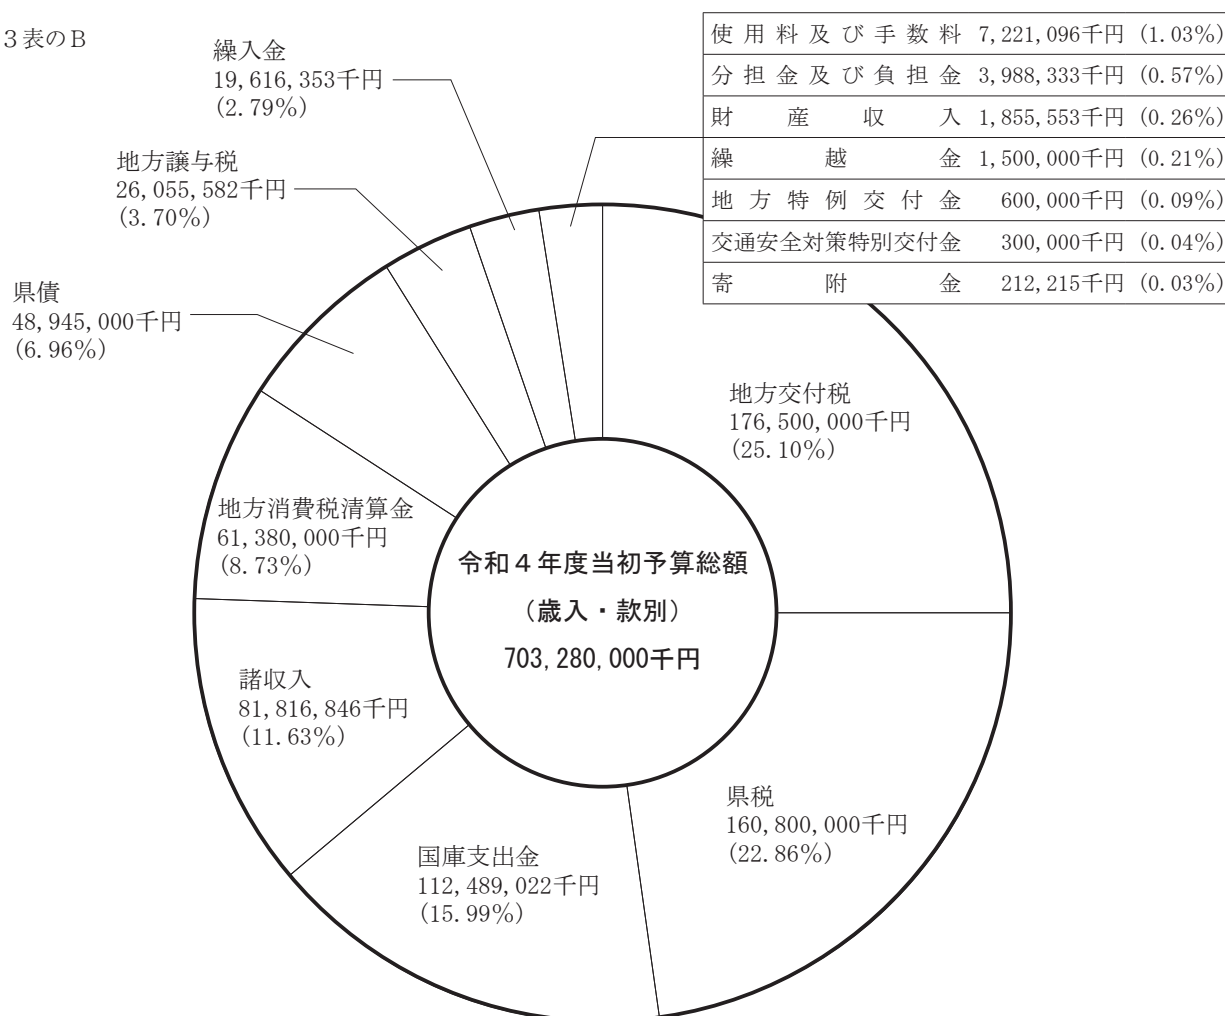 3表のB
繰入金
19,616,353千円
(2.79%)
地方譲与税
26,055,582千円
(3.70%)
県債
48,945,000千円
(6.96%)
使用料及び手数料 7,221,096千円 (1.03%)
分担金及び負担金 3,988,333千円 (0.57%)
財産収入 1,855,553千円 (0.26%)
繰越金 1,500,000千円 (0.21%)
地方特例交付金 600,000千円 (0.09%)
交通安全対策特別交付金 300,000千円 (0.04%)
寄附金 212,215千円 (0.03%)
地方交付税
176,500,000千円
(25.10%)
地方消費税清算金
61,380,000千円
(8.73%)
令和4年度当初予算総額
(歳入・款別)
703,280,000千円
諸収入
81,816,846千円
(11.63%)
県税
160,800,000千円
(22.86%)
国庫支出金
112,489,022千円
(15.99%)